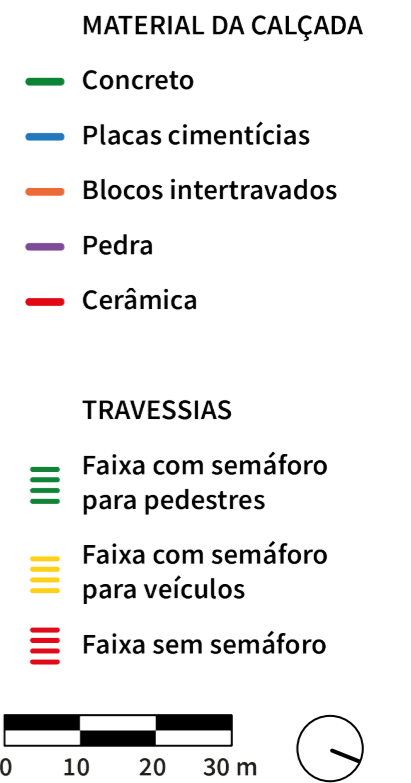 MATERIAL DA CALÇADA
Concreto
Placas cimentícias
Blocos intertravados
Pedra
Cerâmica
TRAVESSIAS
Faixa com semáforo
para pedestres
Faixa com semáforo
para veículos
Faixa sem semáforo
0 10 20 30 m